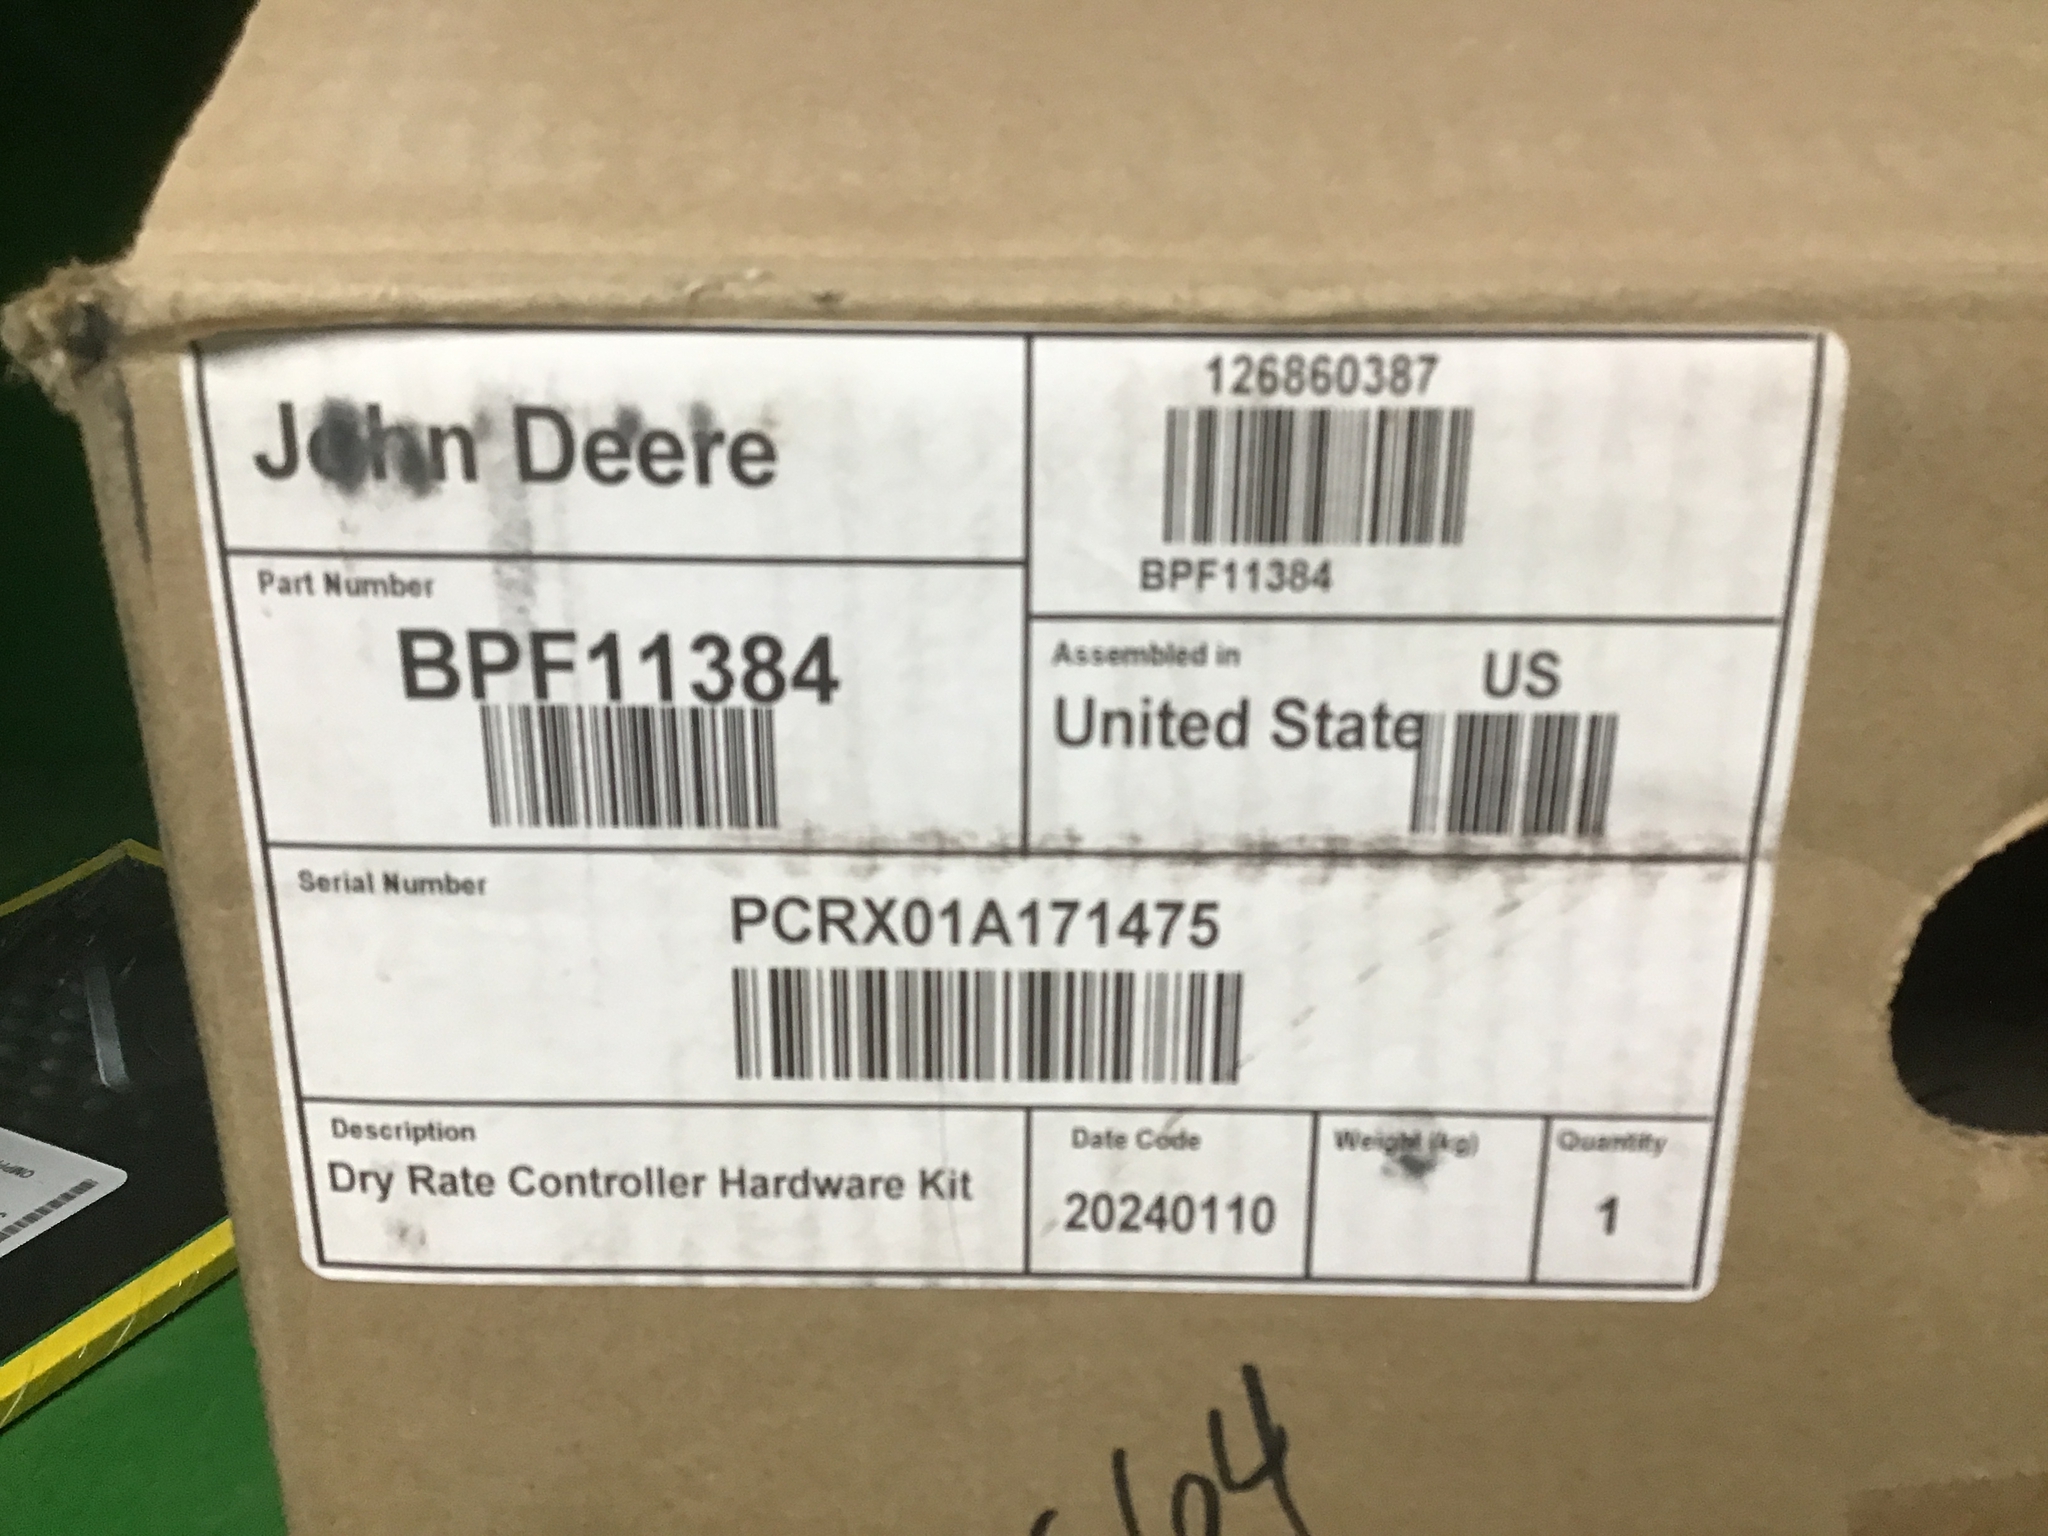 John Deere
126860387
BPF11384
Part Number
BPF11384
Assembled in
US
United State
Serial Number
PCRX01A171475
Description
Dry Rate Controller Hardware Kit
Date Code
20240110
Weight (kg)
Quantity
1